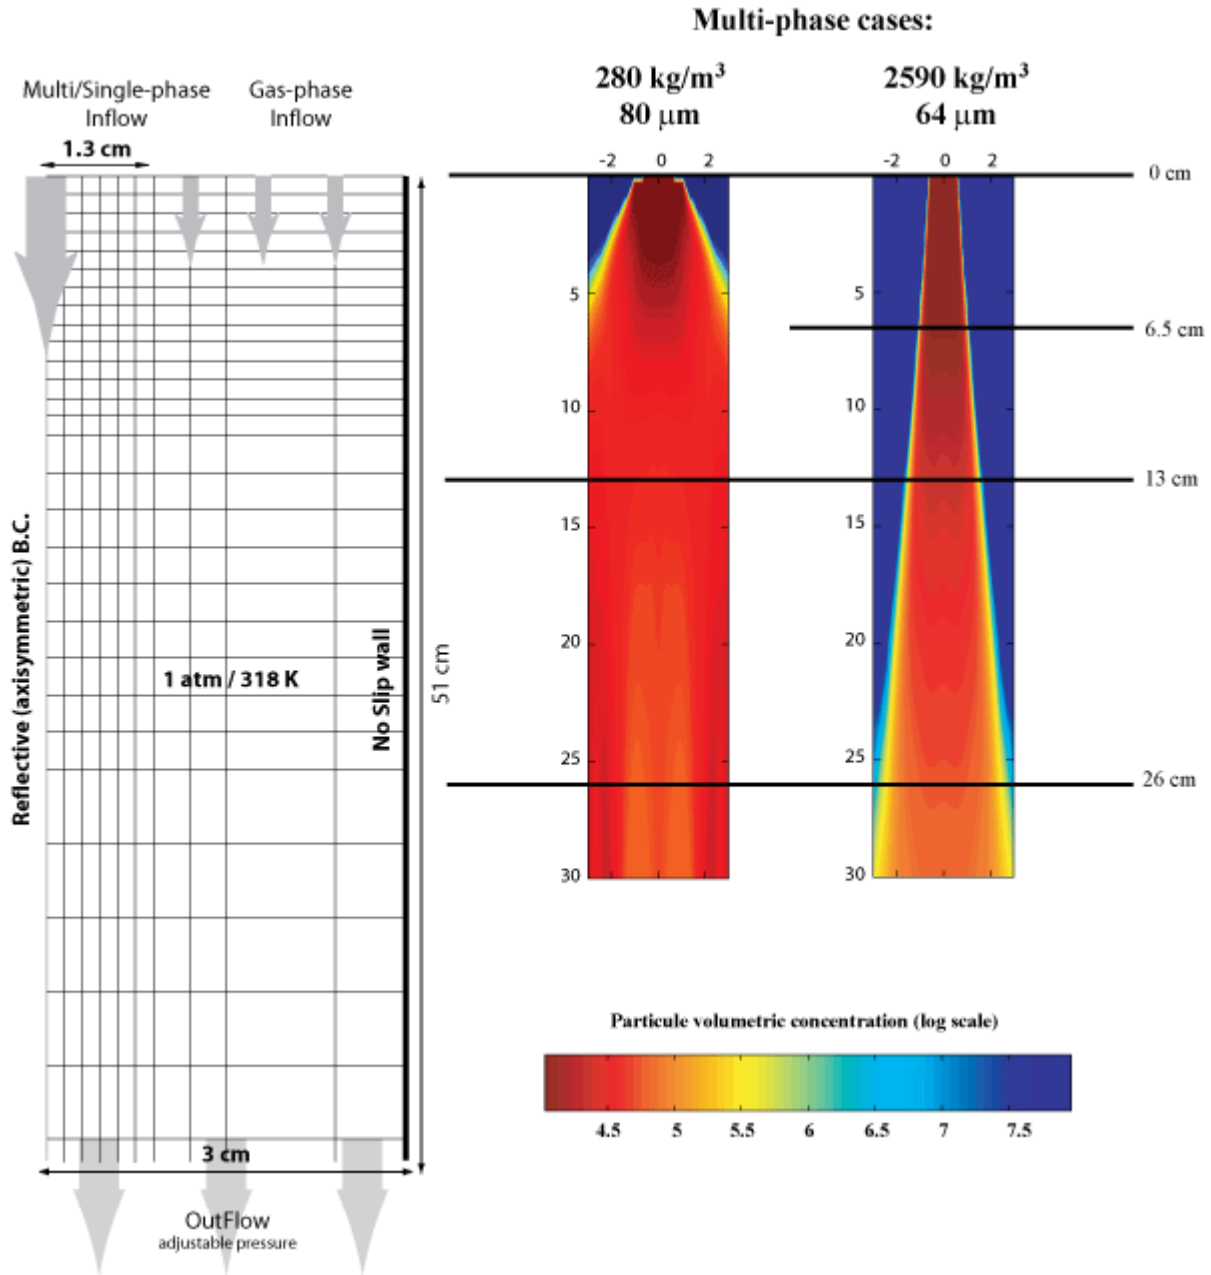 Multi-phase cases:
280 kg/m³
80 μm
2590 kg/m³
64 μm
Multi/Single-phase
Inflow
Gas-phase
Inflow
1.3 cm
-2 0 2
-2 0 2
0 cm
5
5
6.5 cm
10
10
13 cm
15
15
Reflective (axisymmetric) B.C.
1 atm / 318 K
No Slip wall
51 cm
20
20
25
25
26 cm
30
30
Particule volumetric concentration (log scale)
4.5 5 5.5 6 6.5 7 7.5
3 cm
OutFlow
adjustable pressure